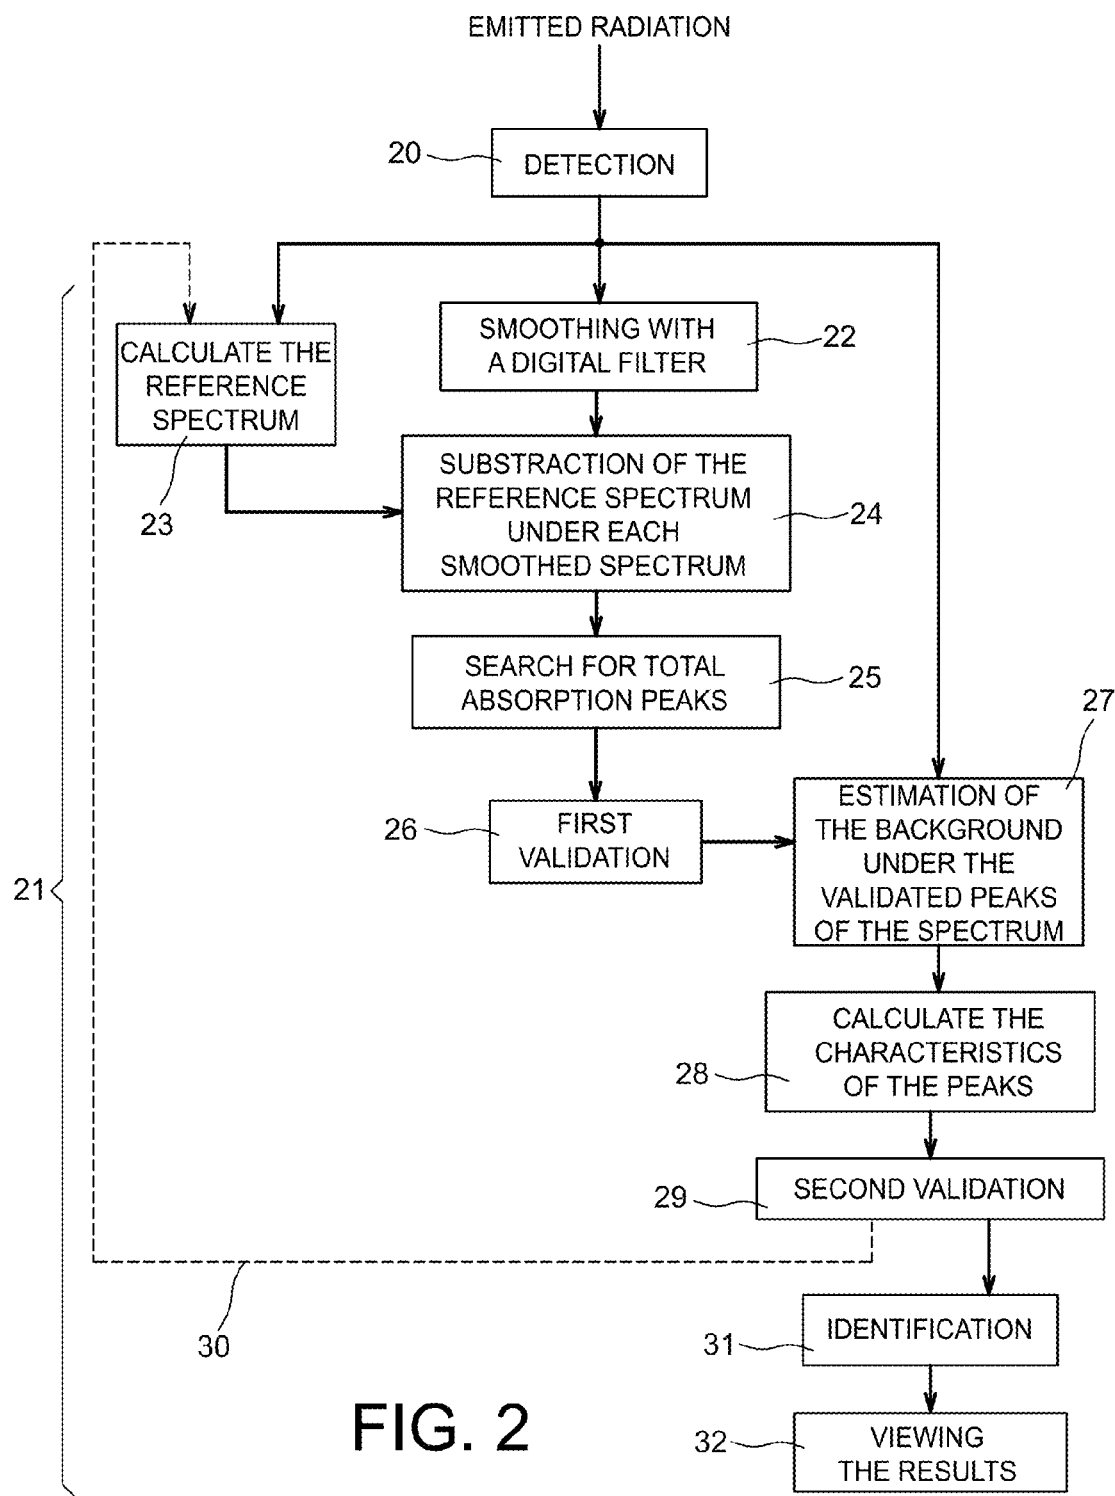 EMITTED RADIATION
20
DETECTION
SMOOTHING WITH
A DIGITAL FILTER
22
CALCULATE THE
REFERENCE
SPECTRUM
23
SUBSTRACTION OF THE
REFERENCE SPECTRUM
UNDER EACH
SMOOTHED SPECTRUM
24
SEARCH FOR TOTAL
ABSORPTION PEAKS
25
26
FIRST
VALIDATION
27
ESTIMATION OF
THE BACKGROUND
UNDER THE
VALIDATED PEAKS
OF THE SPECTRUM
21
28
CALCULATE THE
CHARACTERISTICS
OF THE PEAKS
29
SECOND VALIDATION
30
31
IDENTIFICATION
32
VIEWING
THE RESULTS
FIG. 2